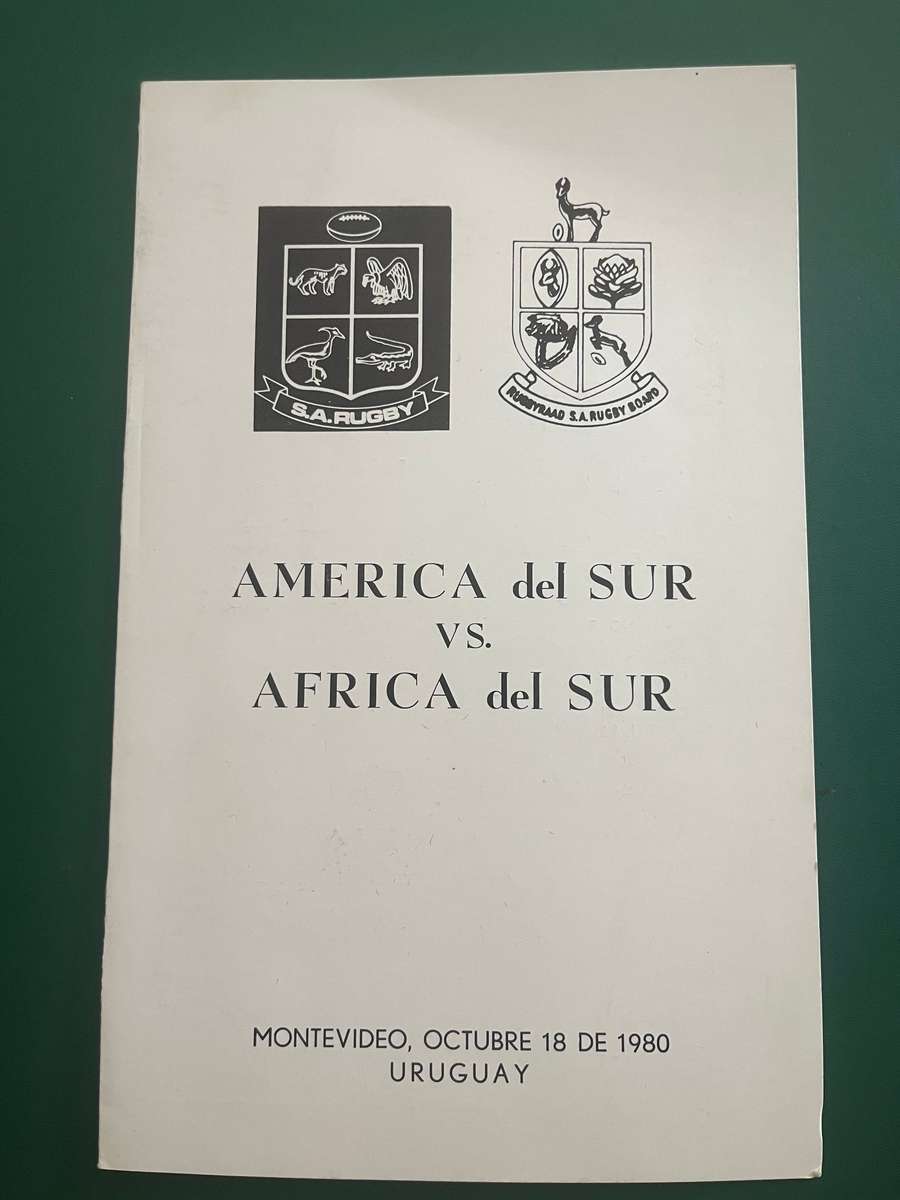 S.A.RUGBY
RUGBYRAAD S.A. RUGBY BOARD
AMERICA del SUR
VS.
AFRICA del SUR
MONTEVIDEO, OCTUBRE 18 DE 1980
URUGUAY